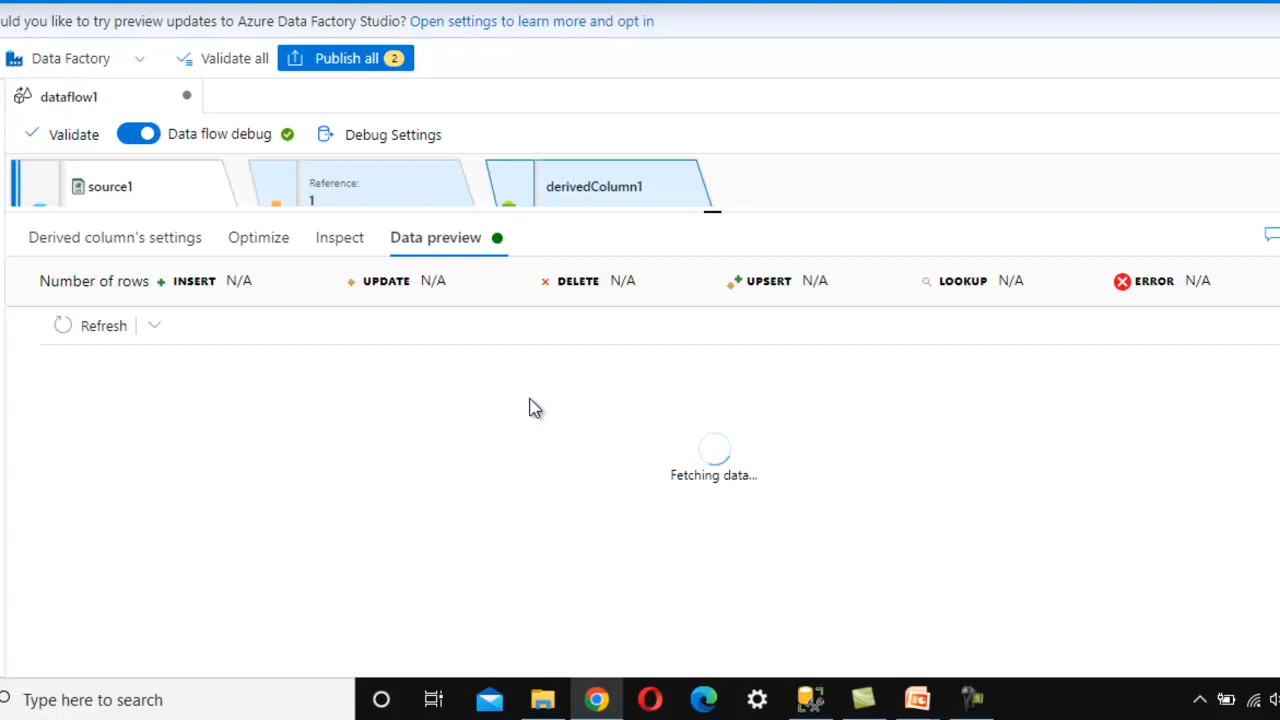 uld you like to try preview updates to Azure Data Factory Studio? Open settings to learn more and opt in
Data Factory Validate all Publish all 2
dataflow1
Validate Data flow debug Debug Settings
source1 Reference: derivedColumn1
1
Derived column's settings Optimize Inspect Data preview
Number of rows INSERT N/A UPDATE N/A DELETE N/A UPSERT N/A LOOKUP N/A ERROR N/A
Refresh
Fetching data...
Type here to search